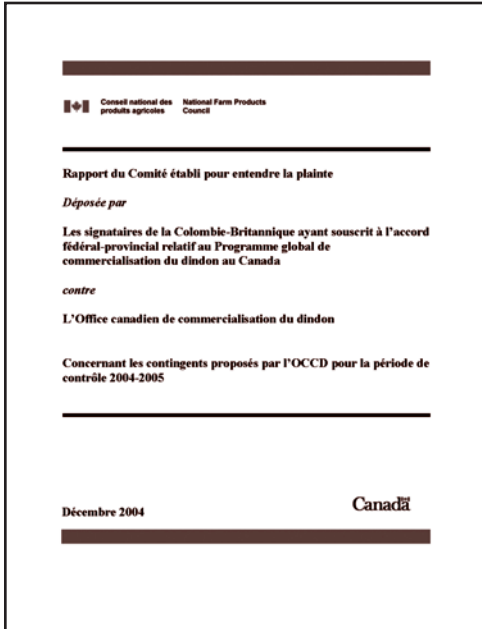 Conseil national des produits agricoles
National Farm Products Council
Rapport du Comité établi pour entendre la plainte
Déposée par
Les signataires de la Colombie-Britannique ayant souscrit à l'accord
fédéral-provincial relatif au Programme global de
commercialisation du dindon au Canada
contre
L'Office canadien de commercialisation du dindon
Concernant les contingents proposés par l'OCCD pour la période de
contrôle 2004-2005
Décembre 2004
Canada